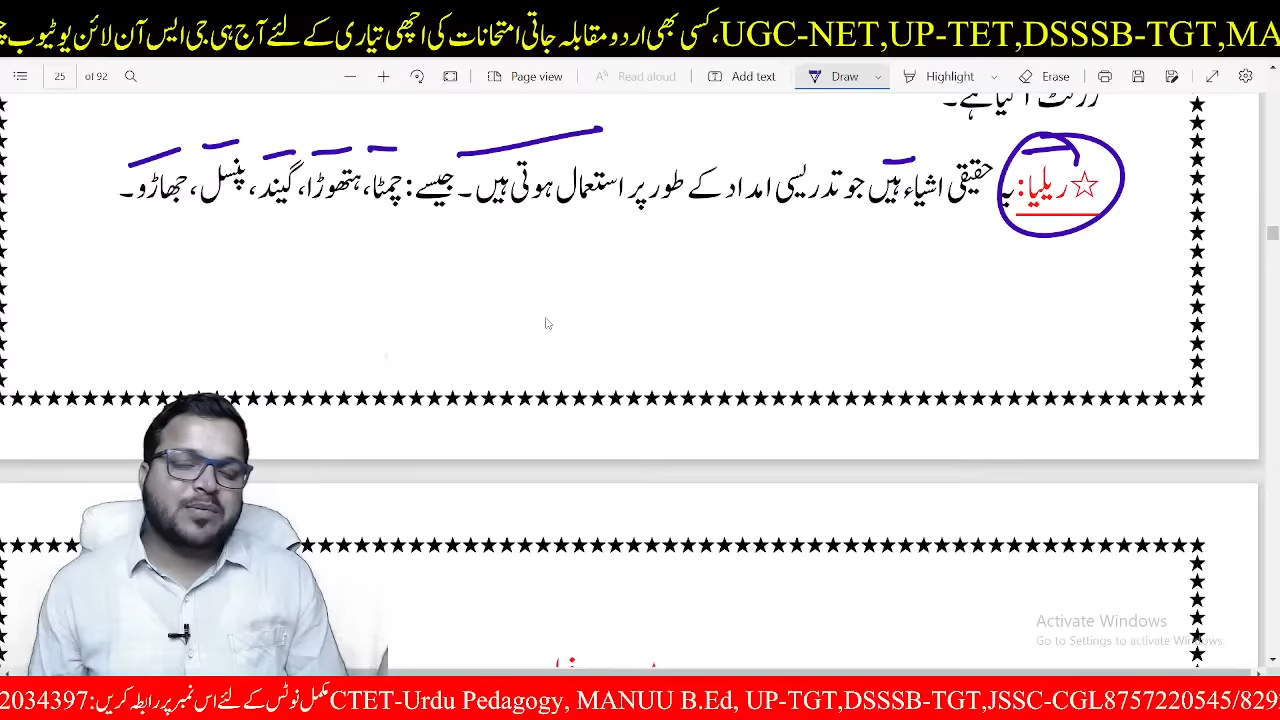 کسی بھی اردو مقابلہ جاتی امتحانات کی اچھی تیاری کے لئے آج ہی جی ایس آن لائن یوٹیوب ،UGC-NET,UP-TET,DSSSB-TGT,MA
25 of 92 Page view Read aloud Add text Draw Highlight Erase
☆ریلیا: یہ حقیقی اشیاء ہیں جو تدریسی امداد کے طور پر استعمال ہوتی ہیں۔ جیسے: چمٹا، ہتھوڑا، گیند، پنسل، جھاڑو۔
Activate Windows
Go to Settings to activate Windows.
2034397: مکمل نوٹس کے لئے اس نمبر پر رابطہ کریں CTET-Urdu Pedagogy, MANUU B.Ed, UP-TGT,DSSSB-TGT,JSSC-CGL8757220545/829